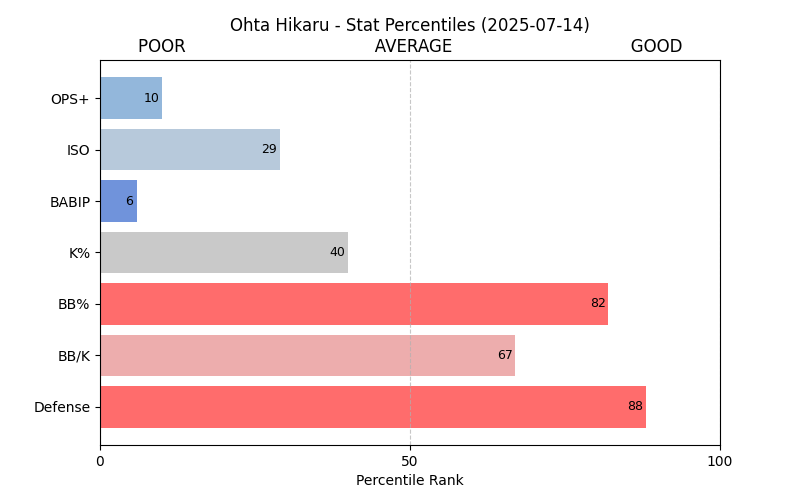 Ohta Hikaru - Stat Percentiles (2025-07-14)
POOR AVERAGE GOOD
OPS+ 10
ISO 29
BABIP 6
K% 40
BB% 82
BB/K 67
Defense 88
0 50 100
Percentile Rank